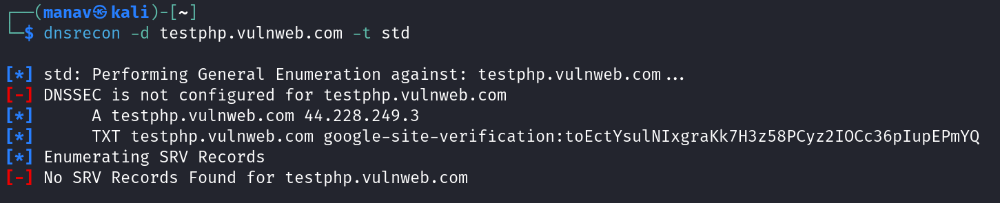 ┌──(manav㉿kali)-[~]
└─$ dnsrecon -d testphp.vulnweb.com -t std
[*] std: Performing General Enumeration against: testphp.vulnweb.com...
[-] DNSSEC is not configured for testphp.vulnweb.com
[*]      A testphp.vulnweb.com 44.228.249.3
[*]      TXT testphp.vulnweb.com google-site-verification:toEctYsulNIxgraKk7H3z58PCyz2IOCc36pIupEPmYQ
[*] Enumerating SRV Records
[-] No SRV Records Found for testphp.vulnweb.com